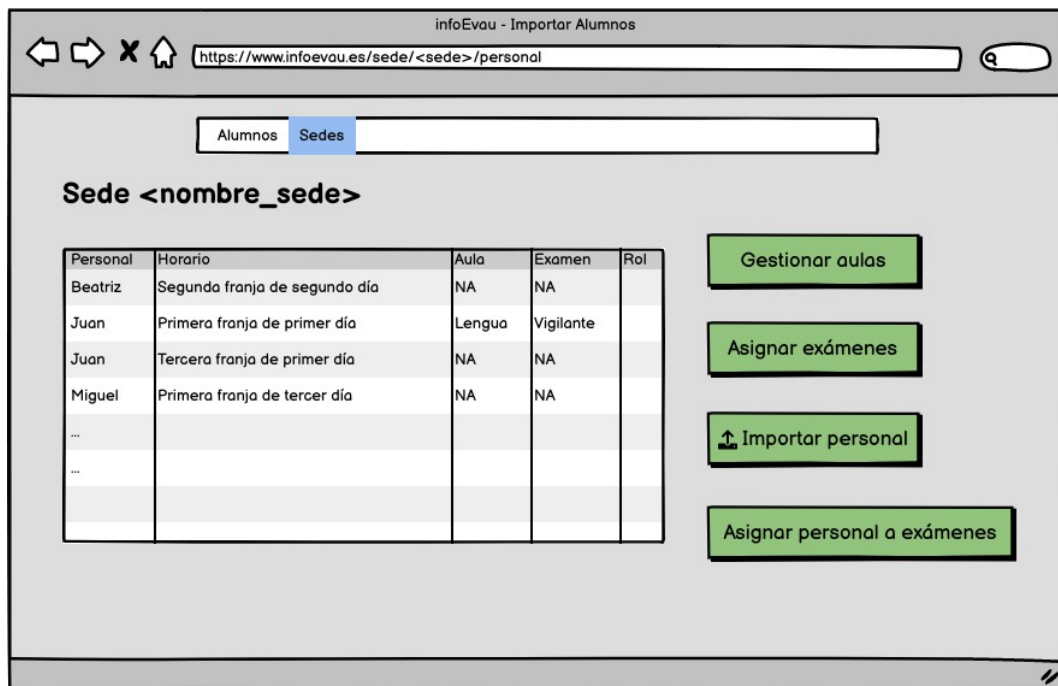 infoEvau - Importar Alumnos
https://www.infoevau.es/sede/<sede>/personal
Alumnos Sedes
Sede <nombre_sede>
Personal Horario Aula Examen Rol
Beatriz Segunda franja de segundo día NA NA
Juan Primera franja de primer día Lengua Vigilante
Juan Tercera franja de primer día NA NA
Miguel Primera franja de tercer día NA NA
...
...
Gestionar aulas
Asignar exámenes
Importar personal
Asignar personal a exámenes